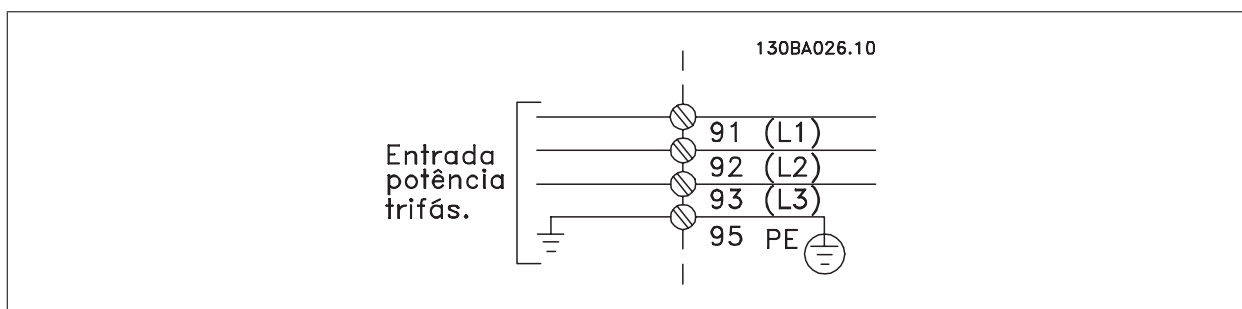 130BA026.10
Entrada
potência
trifás.
91 (L1)
92 (L2)
93 (L3)
95 PE